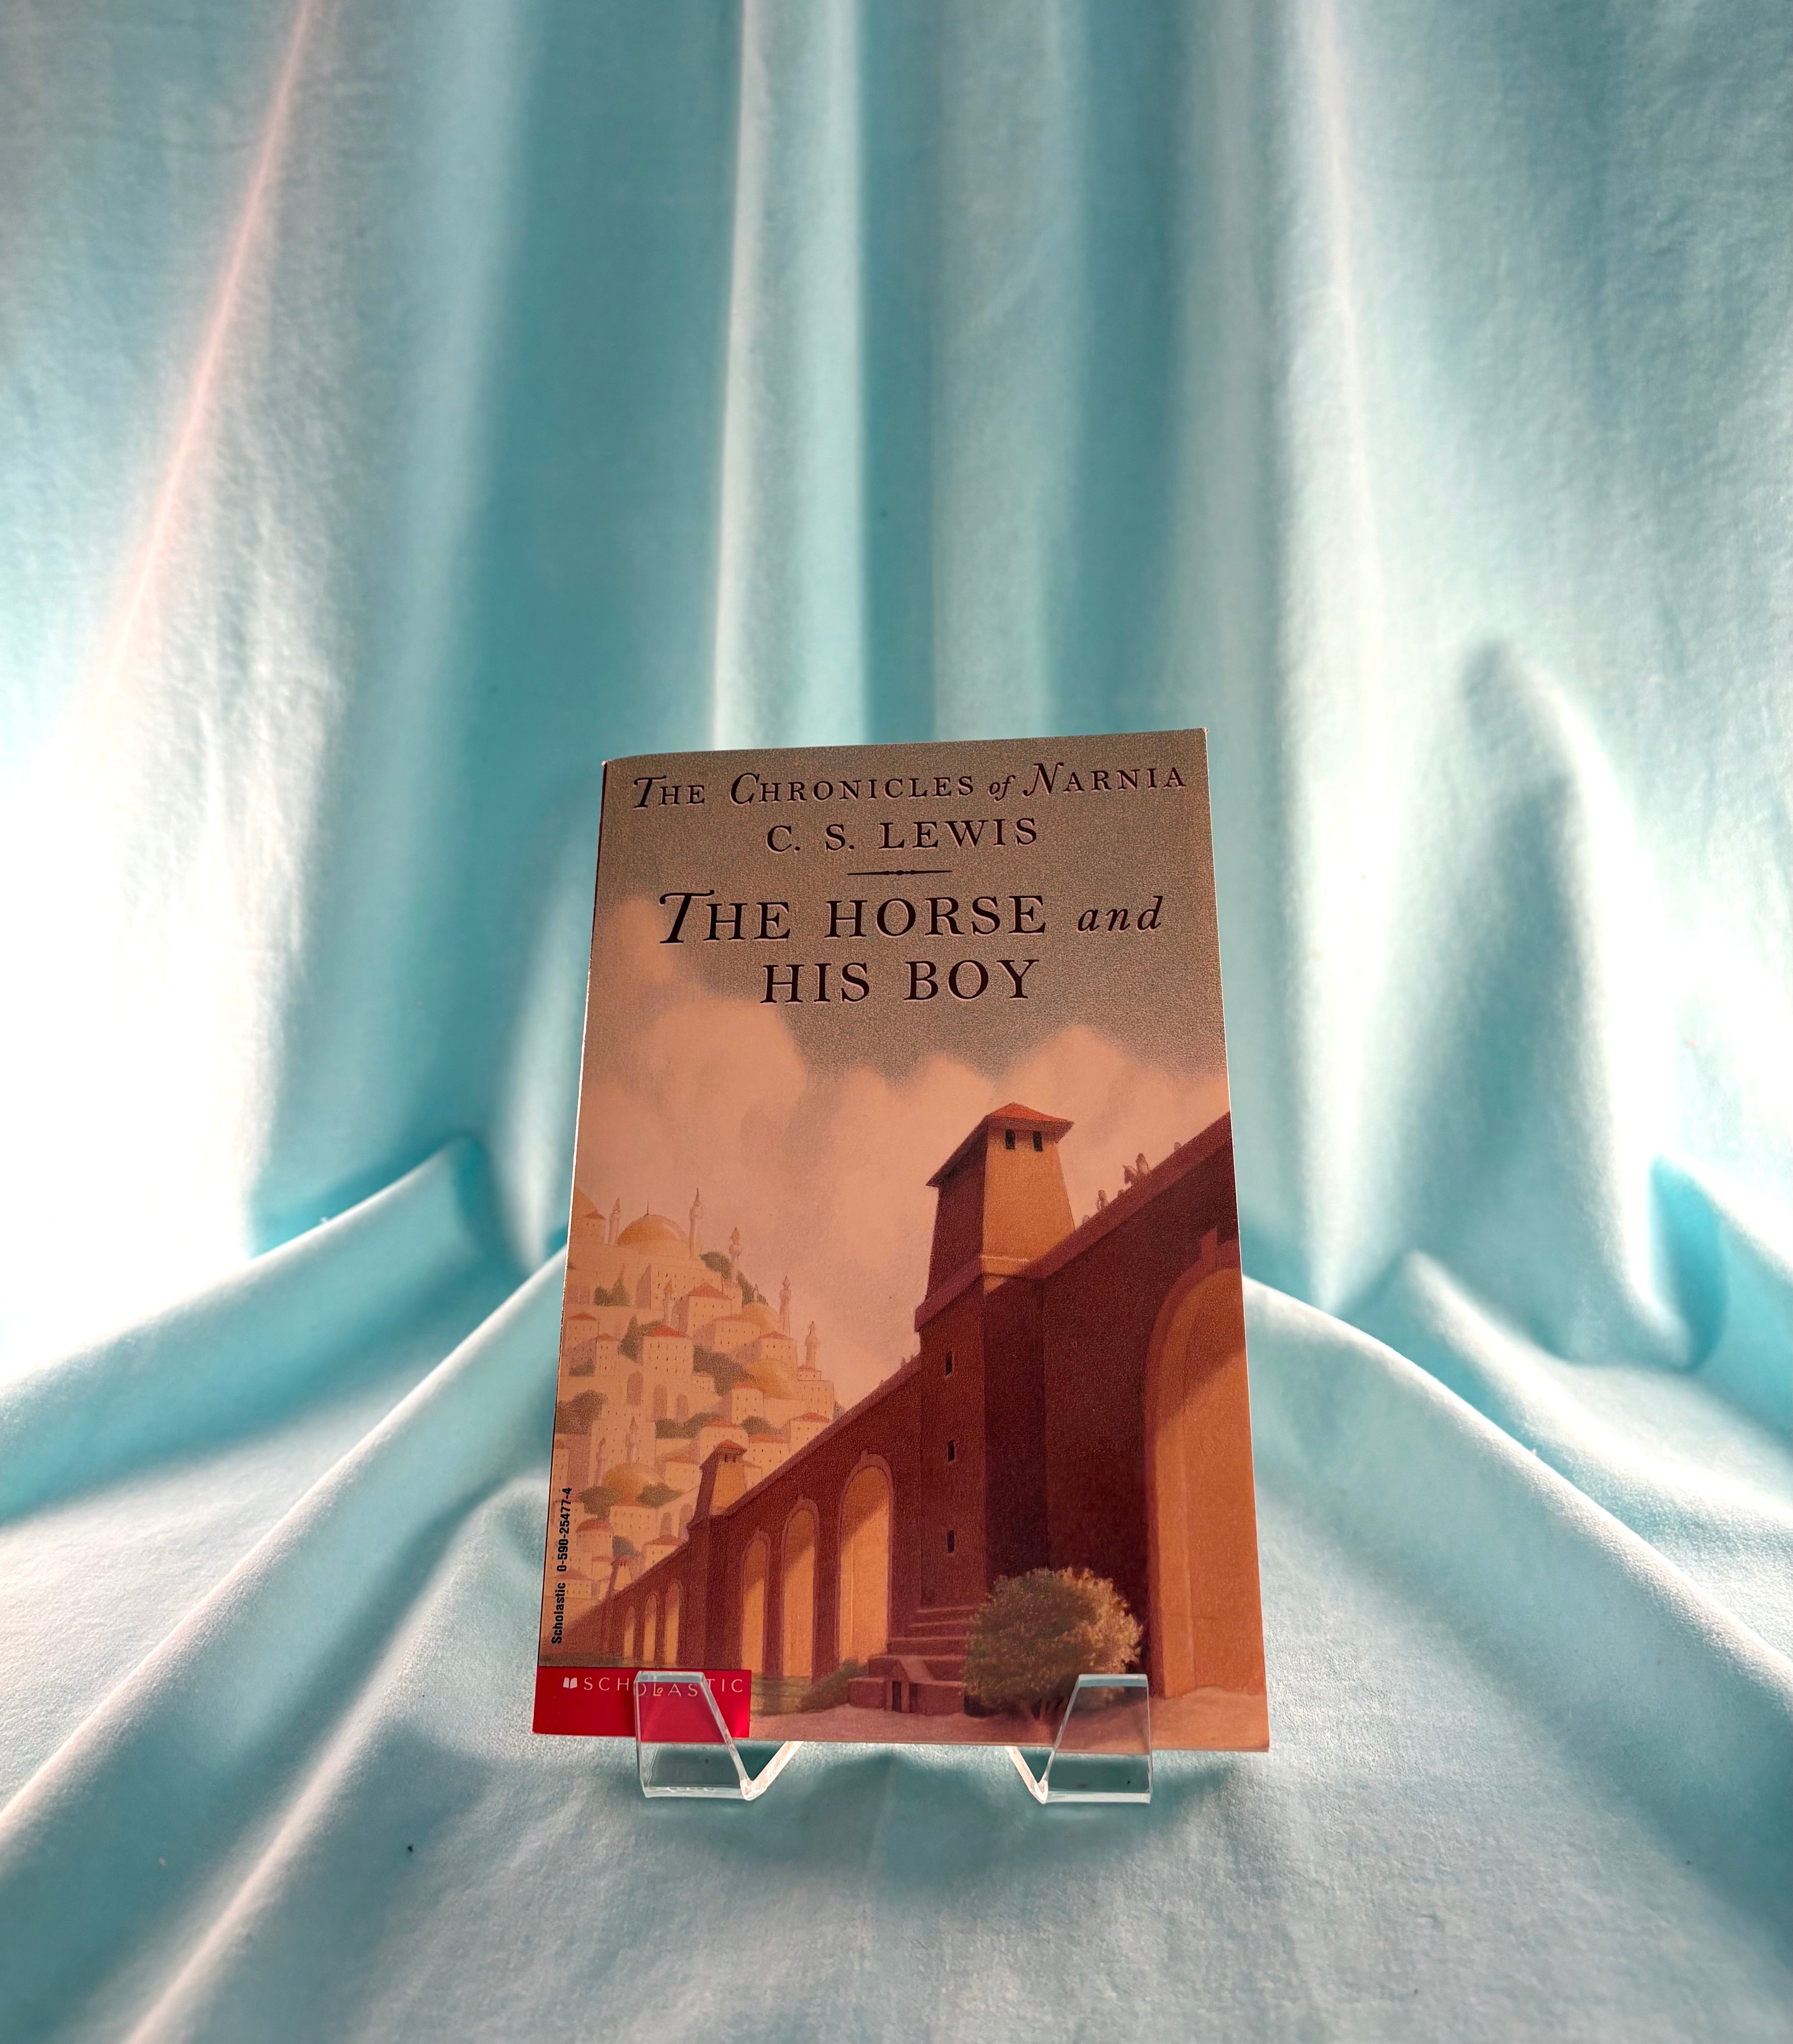 THE CHRONICLES of NARNIA
C. S. LEWIS
THE HORSE and
HIS BOY
Scholastic 0-590-25477-4
SCHOLASTIC